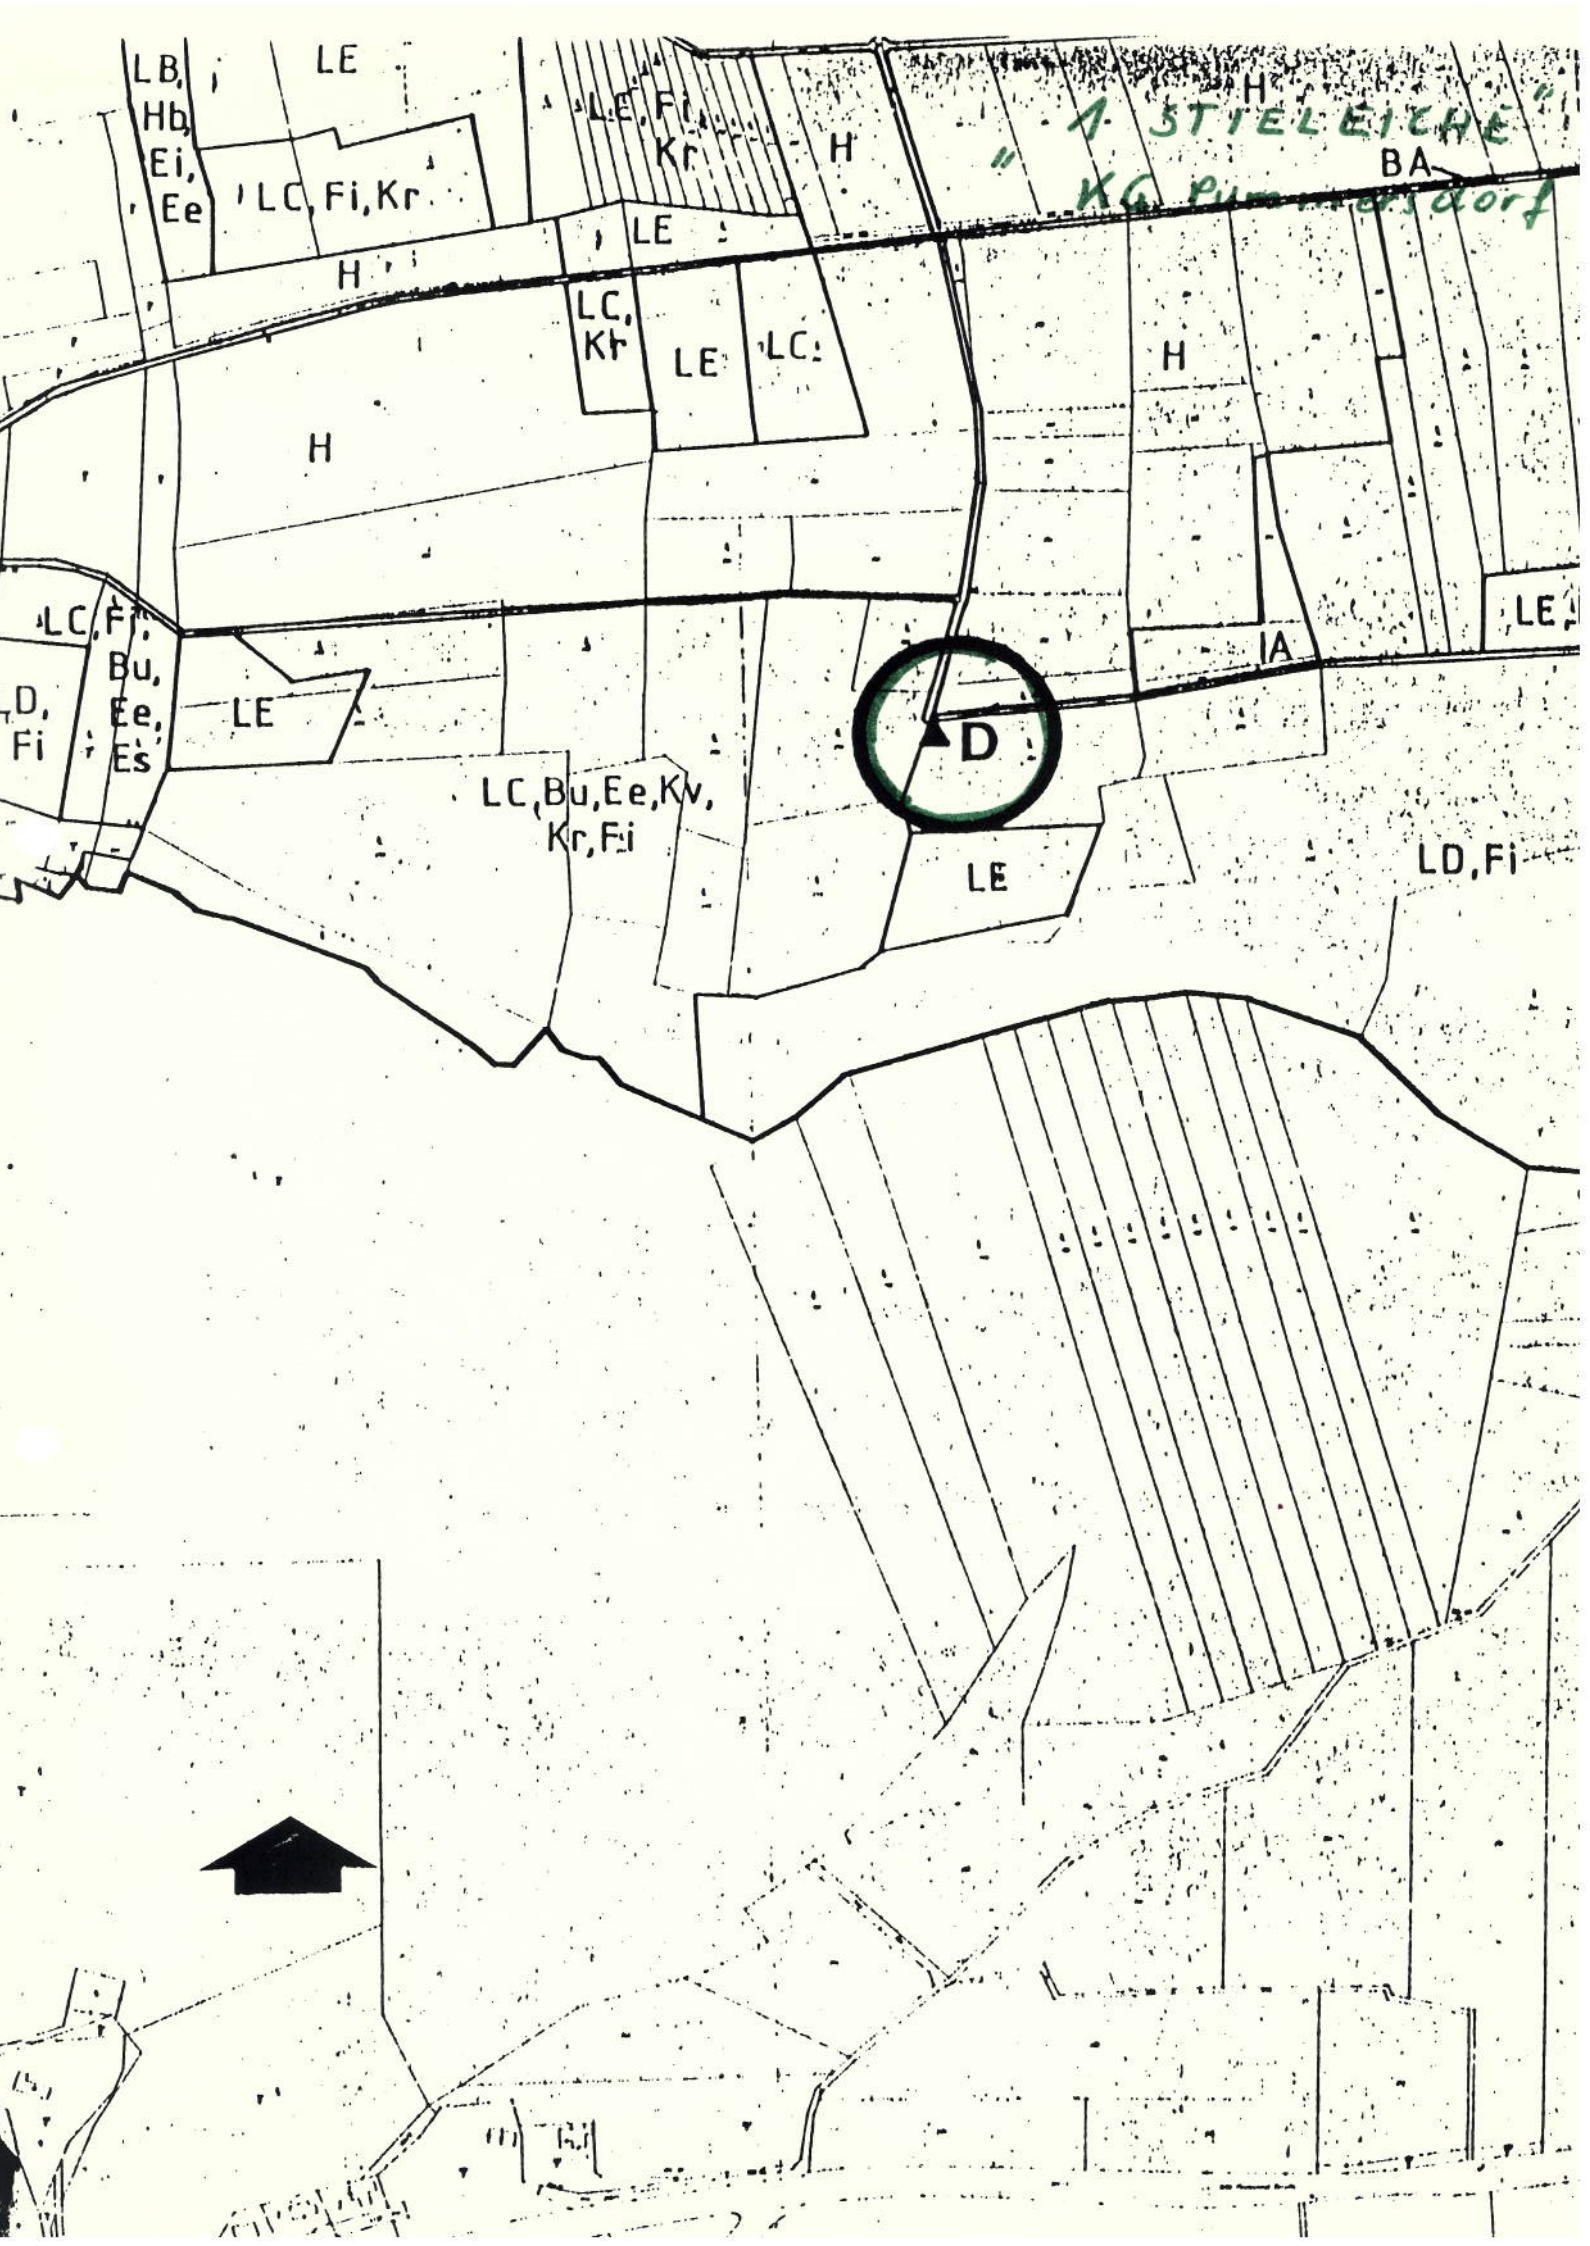 LB,
Hb,
Ei,
Ee
LE
LC, Fi, Kr
LE, Fi,
Kr
H
H
"1 STIELEICHE"
" KG Pummersdorf
BA
LE
H
LC,
Kr
LE
LC
H
H
LC, Fi,
Bu,
Ee,
Es
D,
Fi
LE
IA
LE
D
LC, Bu, Ee, Kv,
Kr, Fi
LE
LD, Fi